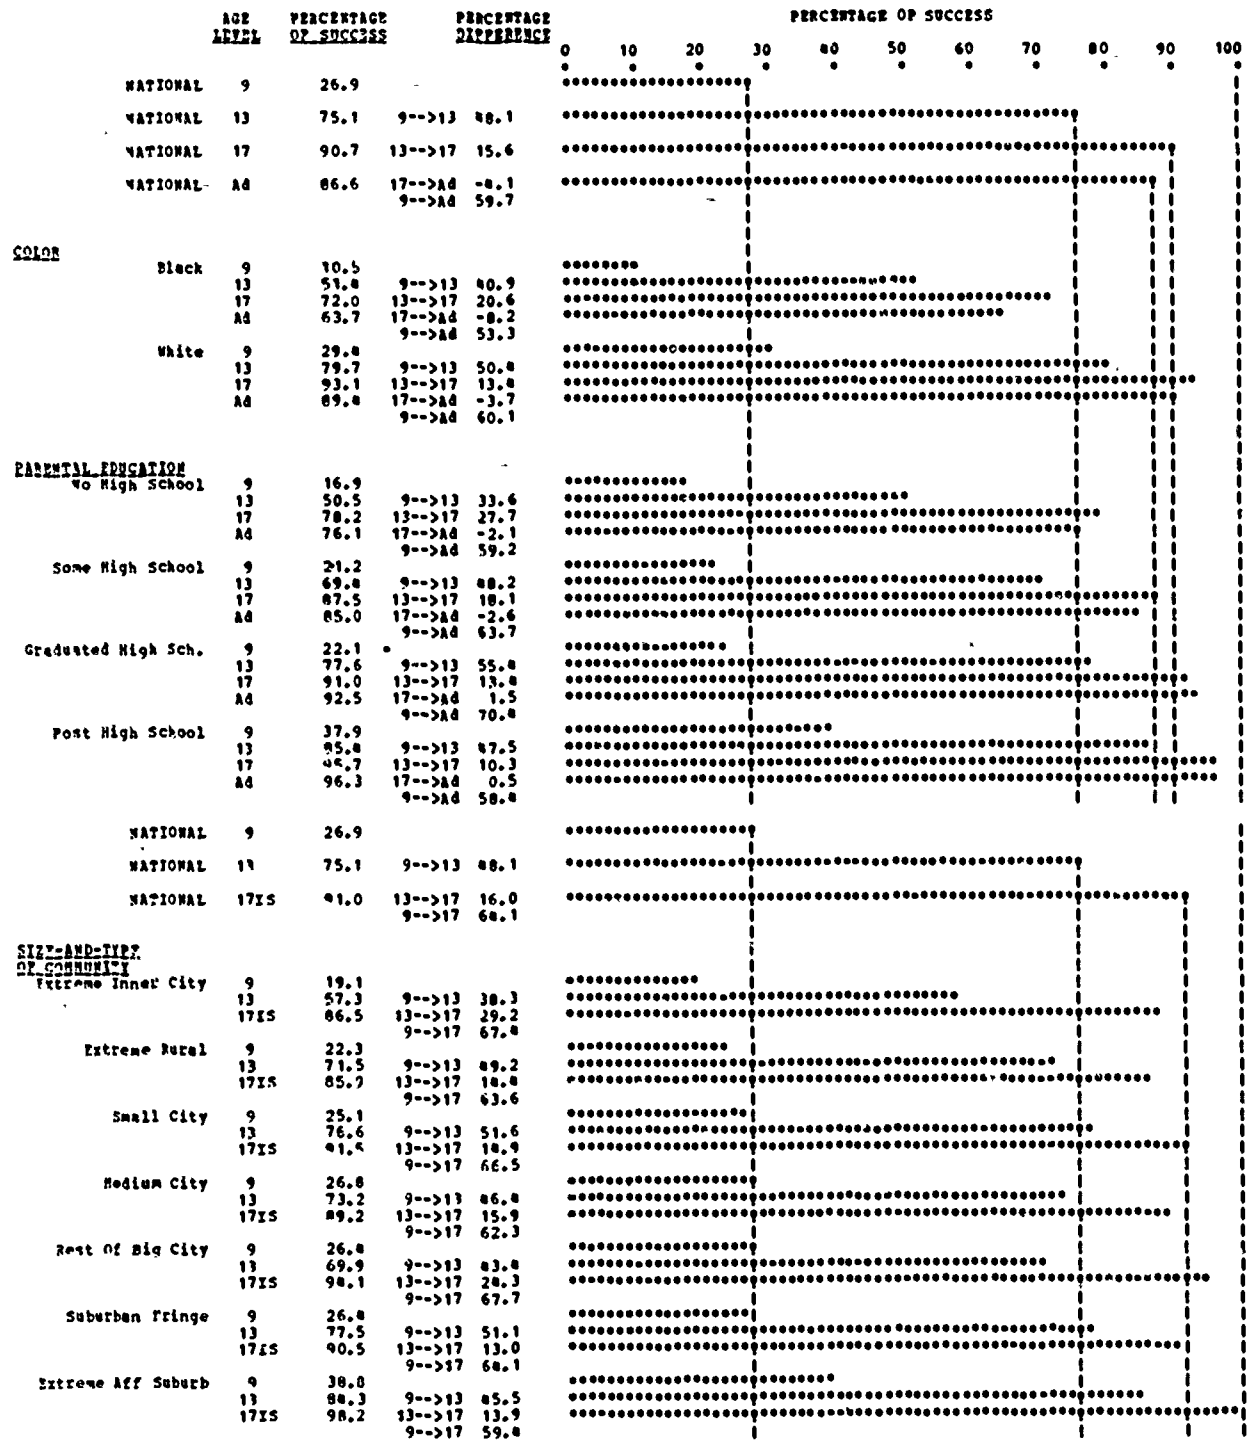 AGE PERCENTAGE PERCENTAGE PERCENTAGE OF SUCCESS
LEVEL OF SUCCESS DIFFERENCE
0 10 20 30 40 50 60 70 80 90 100
NATIONAL 9 26.9
NATIONAL 13 75.1 9-->13 48.1
NATIONAL 17 90.7 13-->17 15.6
NATIONAL Ad 86.6 17-->Ad -4.1
9-->Ad 59.7
COLOR
Black 9 10.5
13 51.4 9-->13 40.9
17 72.0 13-->17 20.6
Ad 63.7 17-->Ad -8.2
9-->Ad 53.3
White 9 29.4
13 79.7 9-->13 50.4
17 93.1 13-->17 13.4
Ad 89.4 17-->Ad -3.7
9-->Ad 60.1
PARENTAL EDUCATION
No High School 9 16.9
13 50.5 9-->13 33.6
17 78.2 13-->17 27.7
Ad 76.1 17-->Ad -2.1
9-->Ad 59.2
Some High School 9 21.2
13 69.4 9-->13 48.2
17 87.5 13-->17 18.1
Ad 85.0 17-->Ad -2.6
9-->Ad 63.7
Graduated High Sch. 9 22.1
13 77.6 9-->13 55.4
17 91.0 13-->17 13.4
Ad 92.5 17-->Ad 1.5
9-->Ad 70.4
Post High School 9 37.9
13 85.4 9-->13 47.5
17 95.7 13-->17 10.3
Ad 96.3 17-->Ad 0.5
9-->Ad 58.4
NATIONAL 9 26.9
NATIONAL 13 75.1 9-->13 48.1
NATIONAL 17IS 91.0 13-->17 16.0
9-->17 64.1
SIZE-AND-TYPE
OF COMMUNITY
Extreme Inner City 9 19.1
13 57.3 9-->13 38.3
17IS 86.5 13-->17 29.2
9-->17 67.4
Extreme Rural 9 22.3
13 71.5 9-->13 49.2
17IS 85.9 13-->17 14.4
9-->17 63.6
Small City 9 25.1
13 76.6 9-->13 51.6
17IS 91.5 13-->17 14.9
9-->17 66.5
Medium City 9 26.8
13 73.2 9-->13 46.4
17IS 89.2 13-->17 15.9
9-->17 62.3
Rest Of Big City 9 26.4
13 69.9 9-->13 43.4
17IS 94.1 13-->17 24.3
9-->17 67.7
Suburban Fringe 9 26.4
13 77.5 9-->13 51.1
17IS 90.5 13-->17 13.0
9-->17 64.1
Extreme Aff Suburb 9 38.8
13 84.3 9-->13 45.5
17IS 98.2 13-->17 13.9
9-->17 59.4